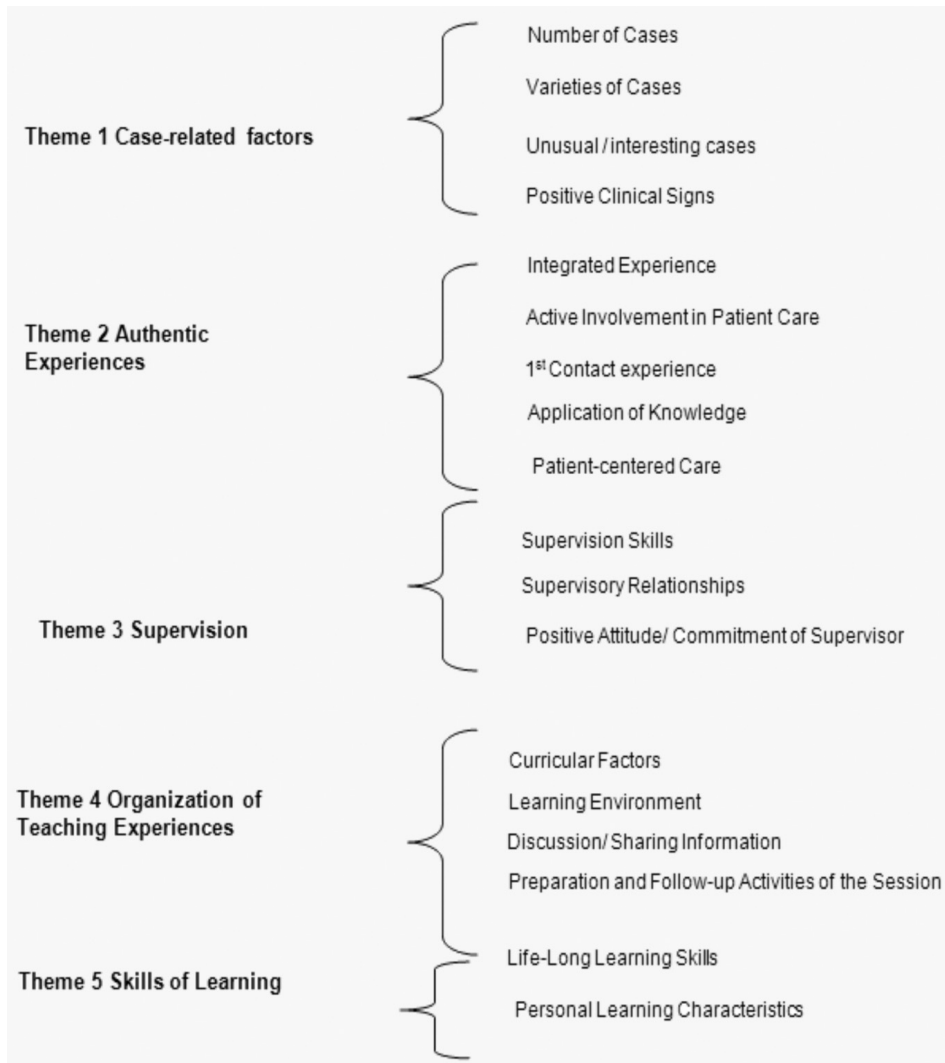 Number of Cases
Varieties of Cases
Theme 1 Case-related factors
Unusual / interesting cases
Positive Clinical Signs
Integrated Experience
Active Involvement in Patient Care
Theme 2 Authentic
Experiences
1st Contact experience
Application of Knowledge
Patient-centered Care
Supervision Skills
Supervisory Relationships
Theme 3 Supervision
Positive Attitude/ Commitment of Supervisor
Curricular Factors
Theme 4 Organization of
Teaching Experiences
Learning Environment
Discussion/ Sharing Information
Preparation and Follow-up Activities of the Session
Life-Long Learning Skills
Theme 5 Skills of Learning
Personal Learning Characteristics